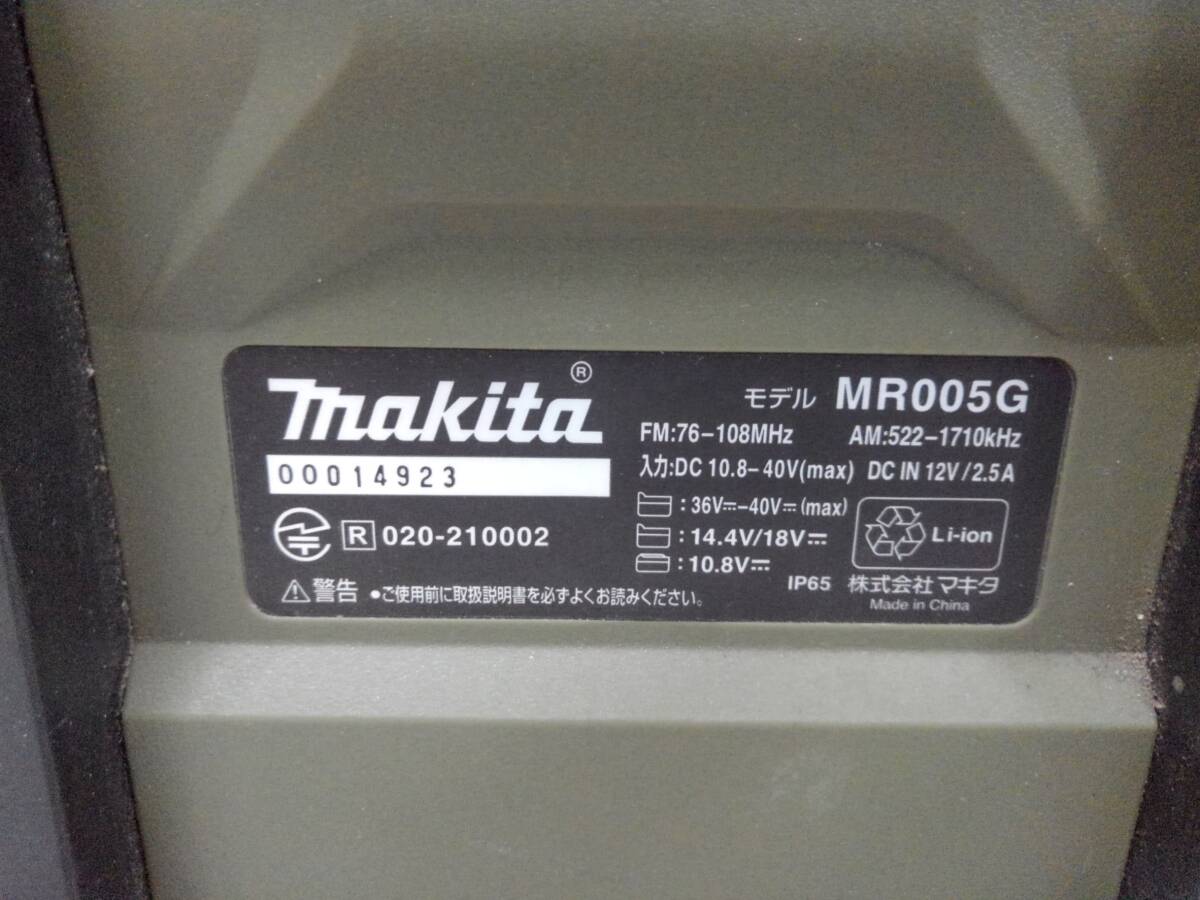 makita®
00014923
R 020-210002
モデル MR005G
FM:76-108MHz AM:522-1710kHz
入力:DC 10.8-40V(max) DC IN 12V/2.5A
:36V⎓-40V⎓(max)
:14.4V/18V⎓
:10.8V⎓
Li-ion
IP65 株式会社マキタ
Made in China
警告 ●ご使用前に取扱説明書を必ずよくお読みください。